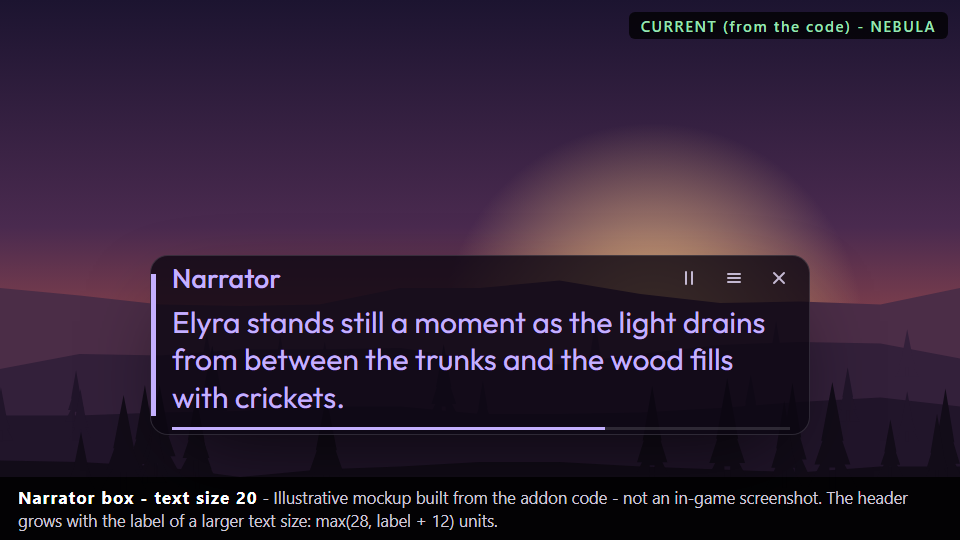 CURRENT (from the code) - NEBULA
Narrator
Elyra stands still a moment as the light drains
from between the trunks and the wood fills
with crickets.
Narrator box - text size 20 - Illustrative mockup built from the addon code - not an in-game screenshot. The header
grows with the label of a larger text size: max(28, label + 12) units.